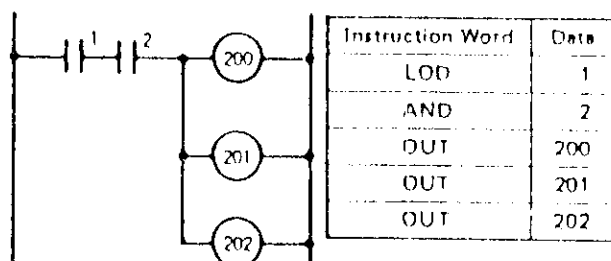 1 2
200
201
202
Instruction Word Data
LOD 1
AND 2
OUT 200
OUT 201
OUT 202